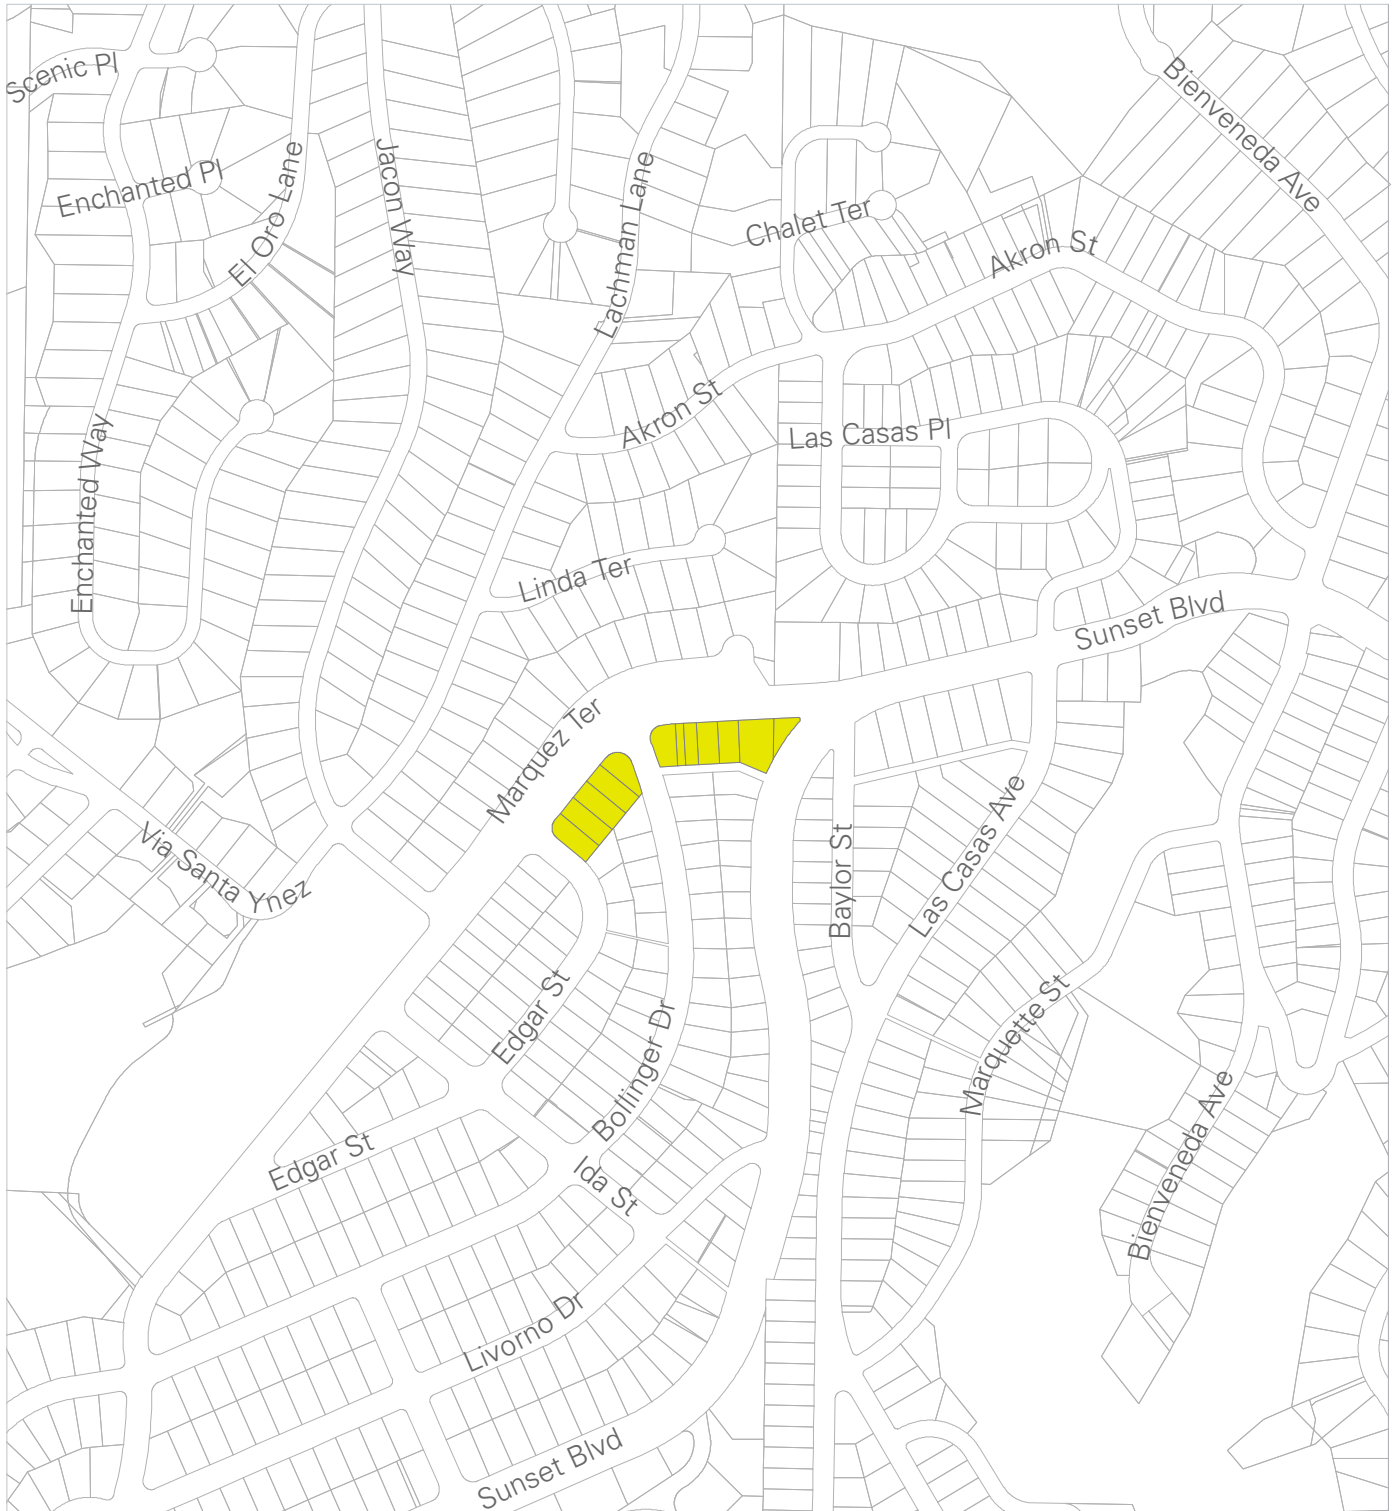 Scenic Pl
Bienveneda Ave
Enchanted Pl
El Oro Lane
Jacon Way
Lachman Lane
Chalet Ter
Akron St
Akron St
Las Casas Pl
Enchanted Way
Linda Ter
Sunset Blvd
Marquez Ter
Via Santa Ynez
Baylor St
Las Casas Ave
Edgar St
Bollinger Dr
Marquette St
Edgar St
Ida St
Bienveneda Ave
Livorno Dr
Sunset Blvd